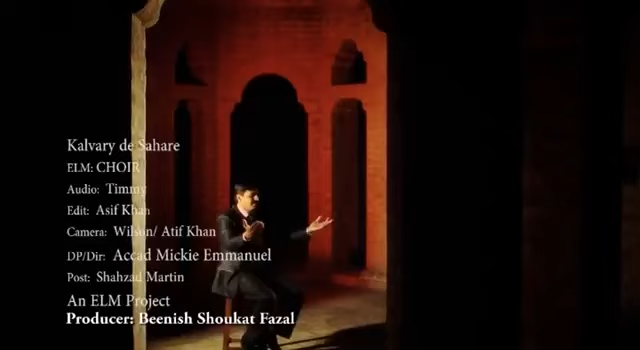 Kalvary de Sahare
ELM: CHOIR
Audio: Timmy
Edit: Asif Khan
Camera: Wilson/ Atif Khan
DP/Dir: Accad Mickie Emmanuel
Post: Shahzad Martin
An ELM Project
Producer: Beenish Shoukat Fazal